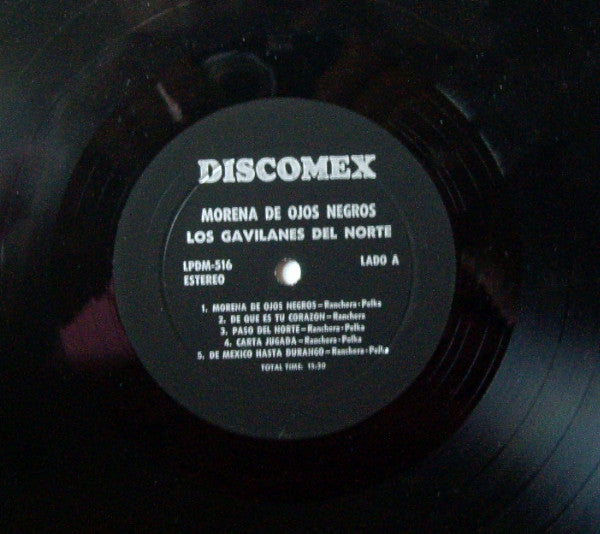 DISCOMEX
MORENA DE OJOS NEGROS
LOS GAVILANES DEL NORTE
LPDM-516 LADO A
ESTEREO
1. MORENA DE OJOS NEGROS=Ranchera-Polka
2. DE QUE ES TU CORAZON=Ranchera
3. PASO DEL NORTE=Ranchera-Polka
4. CARTA JUGADA=Ranchera-Polka
5. DE MEXICO HASTA DURANGO=Ranchera-Polka
TOTAL TIME: 15:30